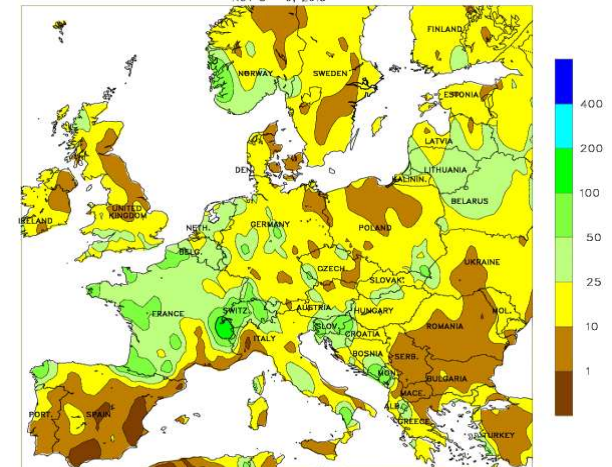 FINLAND
NORWAY
SWEDEN
ESTONIA
400
LATVIA
200
DEN.
LITHUANIA
KALININ.
100
UNITED
KINGDOM
BELARUS
IRELAND
NETH.
GERMANY
POLAND
50
BELG.
UKRAINE
CZECH.
SLOVAK.
25
FRANCE
SWITZ.
AUSTRIA
HUNGARY
MOL.
10
SLOV.
CROATIA
ROMANIA
ITALY
BOSNIA
SERB.
1
MON.
BULGARIA
PORT.
SPAIN
MACE.
ALB.
GREECE
TURKEY